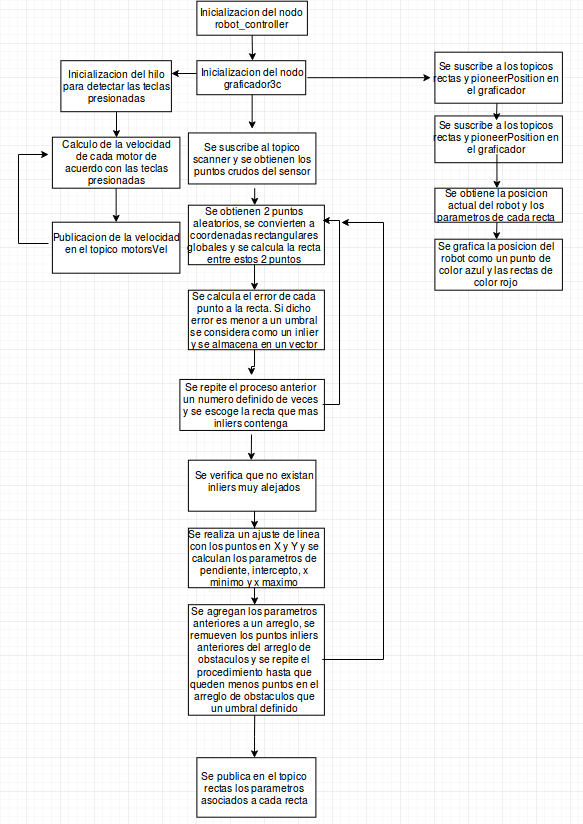 Inicializacion del nodo
robot_controller
Inicializacion del nodo
graficador3c
Inicializacion del hilo
para detectar las teclas
presionadas
Calculo de la velocidad
de cada motor de
acuerdo con las teclas
presionadas
Publicacion de la velocidad
en el topico motorsVel
Se suscribe al topico
scanner y se obtienen los
puntos crudos del sensor
Se obtienen 2 puntos
aleatorios, se convierten a
coordenadas rectangulares
globales y se calcula la recta
entre estos 2 puntos
Se calcula el error de cada
punto a la recta. Si dicho
error es menor a un umbral
se considera como un inlier
y se almacena en un vector
Se repite el proceso anterior
un numero definido de veces
y se escoge la recta que mas
inliers contenga
Se verifica que no existan
inliers muy alejados
Se realiza un ajuste de linea
con los puntos en X y Y y se
calculan los parametros de
pendiente, intercepto, x
minimo y x maximo
Se agregan los parametros
anteriores a un arreglo, se
remueven los puntos inliers
anteriores del arreglo de
obstaculos y se repite el
procedimiento hasta que
queden menos puntos en el
arreglo de obstaculos que
un umbral definido
Se publica en el topico
rectas los parametros
asociados a cada recta
Se suscribe a los topicos
rectas y pioneerPosition en
el graficador
Se suscribe a los topicos
rectas y pioneerPosition en
el graficador
Se obtiene la posicion
actual del robot y los
parametros de cada recta
Se grafica la posicion del
robot como un punto de
color azul y las rectas de
color rojo